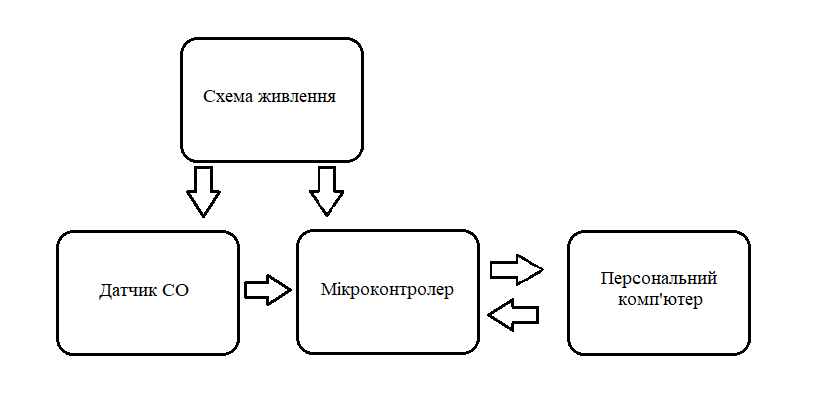 Схема живлення
Датчик СО
Мікроконтролер
Персональний
комп'ютер